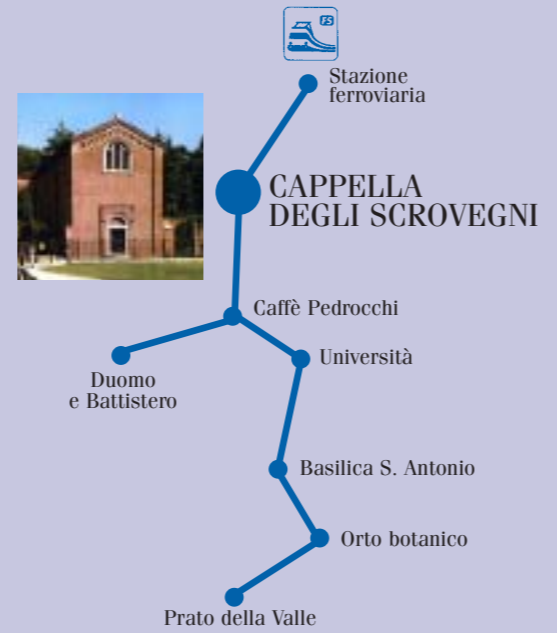 FS
Stazione
ferroviaria
CAPPELLA
DEGLI SCROVEGNI
Caffè Pedrocchi
Università
Duomo
e Battistero
Basilica S. Antonio
Orto botanico
Prato della Valle